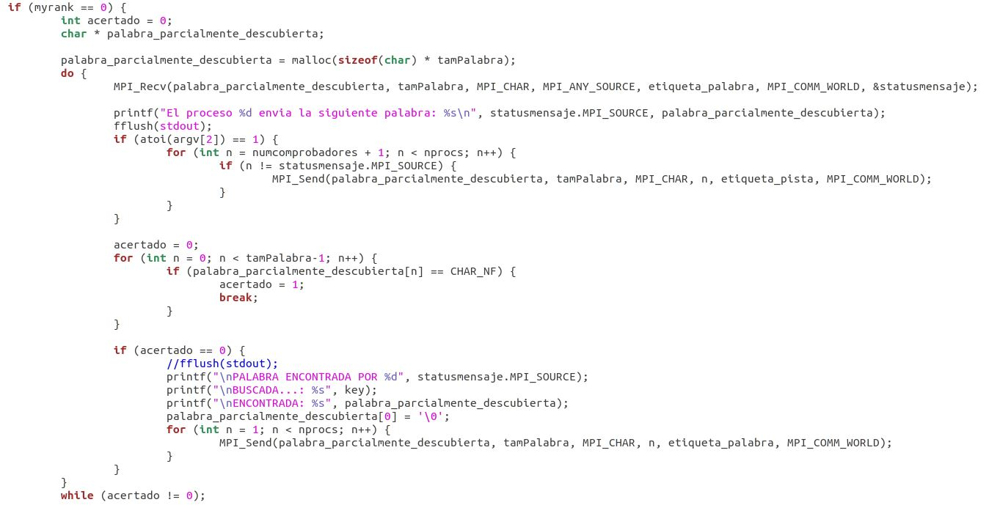 if (myrank == 0) {
        int acertado = 0;
        char * palabra_parcialmente_descubierta;

        palabra_parcialmente_descubierta = malloc(sizeof(char) * tamPalabra);
        do {
                MPI_Recv(palabra_parcialmente_descubierta, tamPalabra, MPI_CHAR, MPI_ANY_SOURCE, etiqueta_palabra, MPI_COMM_WORLD, &statusmensaje);

                printf("El proceso %d envia la siguiente palabra: %s\n", statusmensaje.MPI_SOURCE, palabra_parcialmente_descubierta);
                fflush(stdout);
                if (atoi(argv[2]) == 1) {
                        for (int n = numcomprobadores + 1; n < nprocs; n++) {
                                if (n != statusmensaje.MPI_SOURCE) {
                                        MPI_Send(palabra_parcialmente_descubierta, tamPalabra, MPI_CHAR, n, etiqueta_pista, MPI_COMM_WORLD);
                                }
                        }
                }

                acertado = 0;
                for (int n = 0; n < tamPalabra-1; n++) {
                        if (palabra_parcialmente_descubierta[n] == CHAR_NF) {
                                acertado = 1;
                                break;
                        }
                }

                if (acertado == 0) {
                        //fflush(stdout);
                        printf("\nPALABRA ENCONTRADA POR %d", statusmensaje.MPI_SOURCE);
                        printf("\nBUSCADA...: %s", key);
                        printf("\nENCONTRADA: %s", palabra_parcialmente_descubierta);
                        palabra_parcialmente_descubierta[0] = '\0';
                        for (int n = 1; n < nprocs; n++) {
                                MPI_Send(palabra_parcialmente_descubierta, tamPalabra, MPI_CHAR, n, etiqueta_palabra, MPI_COMM_WORLD);
                        }
                }
        }
        while (acertado != 0);